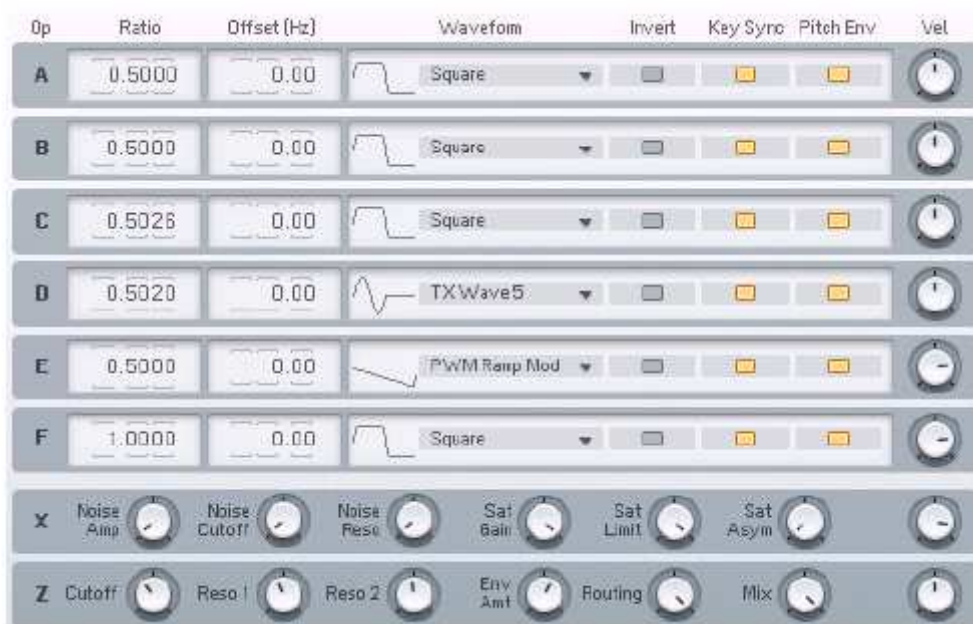 Op Ratio Offset (Hz) Waveform Invert Key Sync Pitch Env Vel
A 0.5000 0.00 Square
B 0.5000 0.00 Square
C 0.5026 0.00 Square
D 0.5020 0.00 TX Wave 5
E 0.5000 0.00 PWM Ramp Mod
F 1.0000 0.00 Square
X Noise Amp Noise Cutoff Noise Reso Sat Gain Sat Limit Sat Asym
Z Cutoff Reso 1 Reso 2 Env Amt Routing Mix